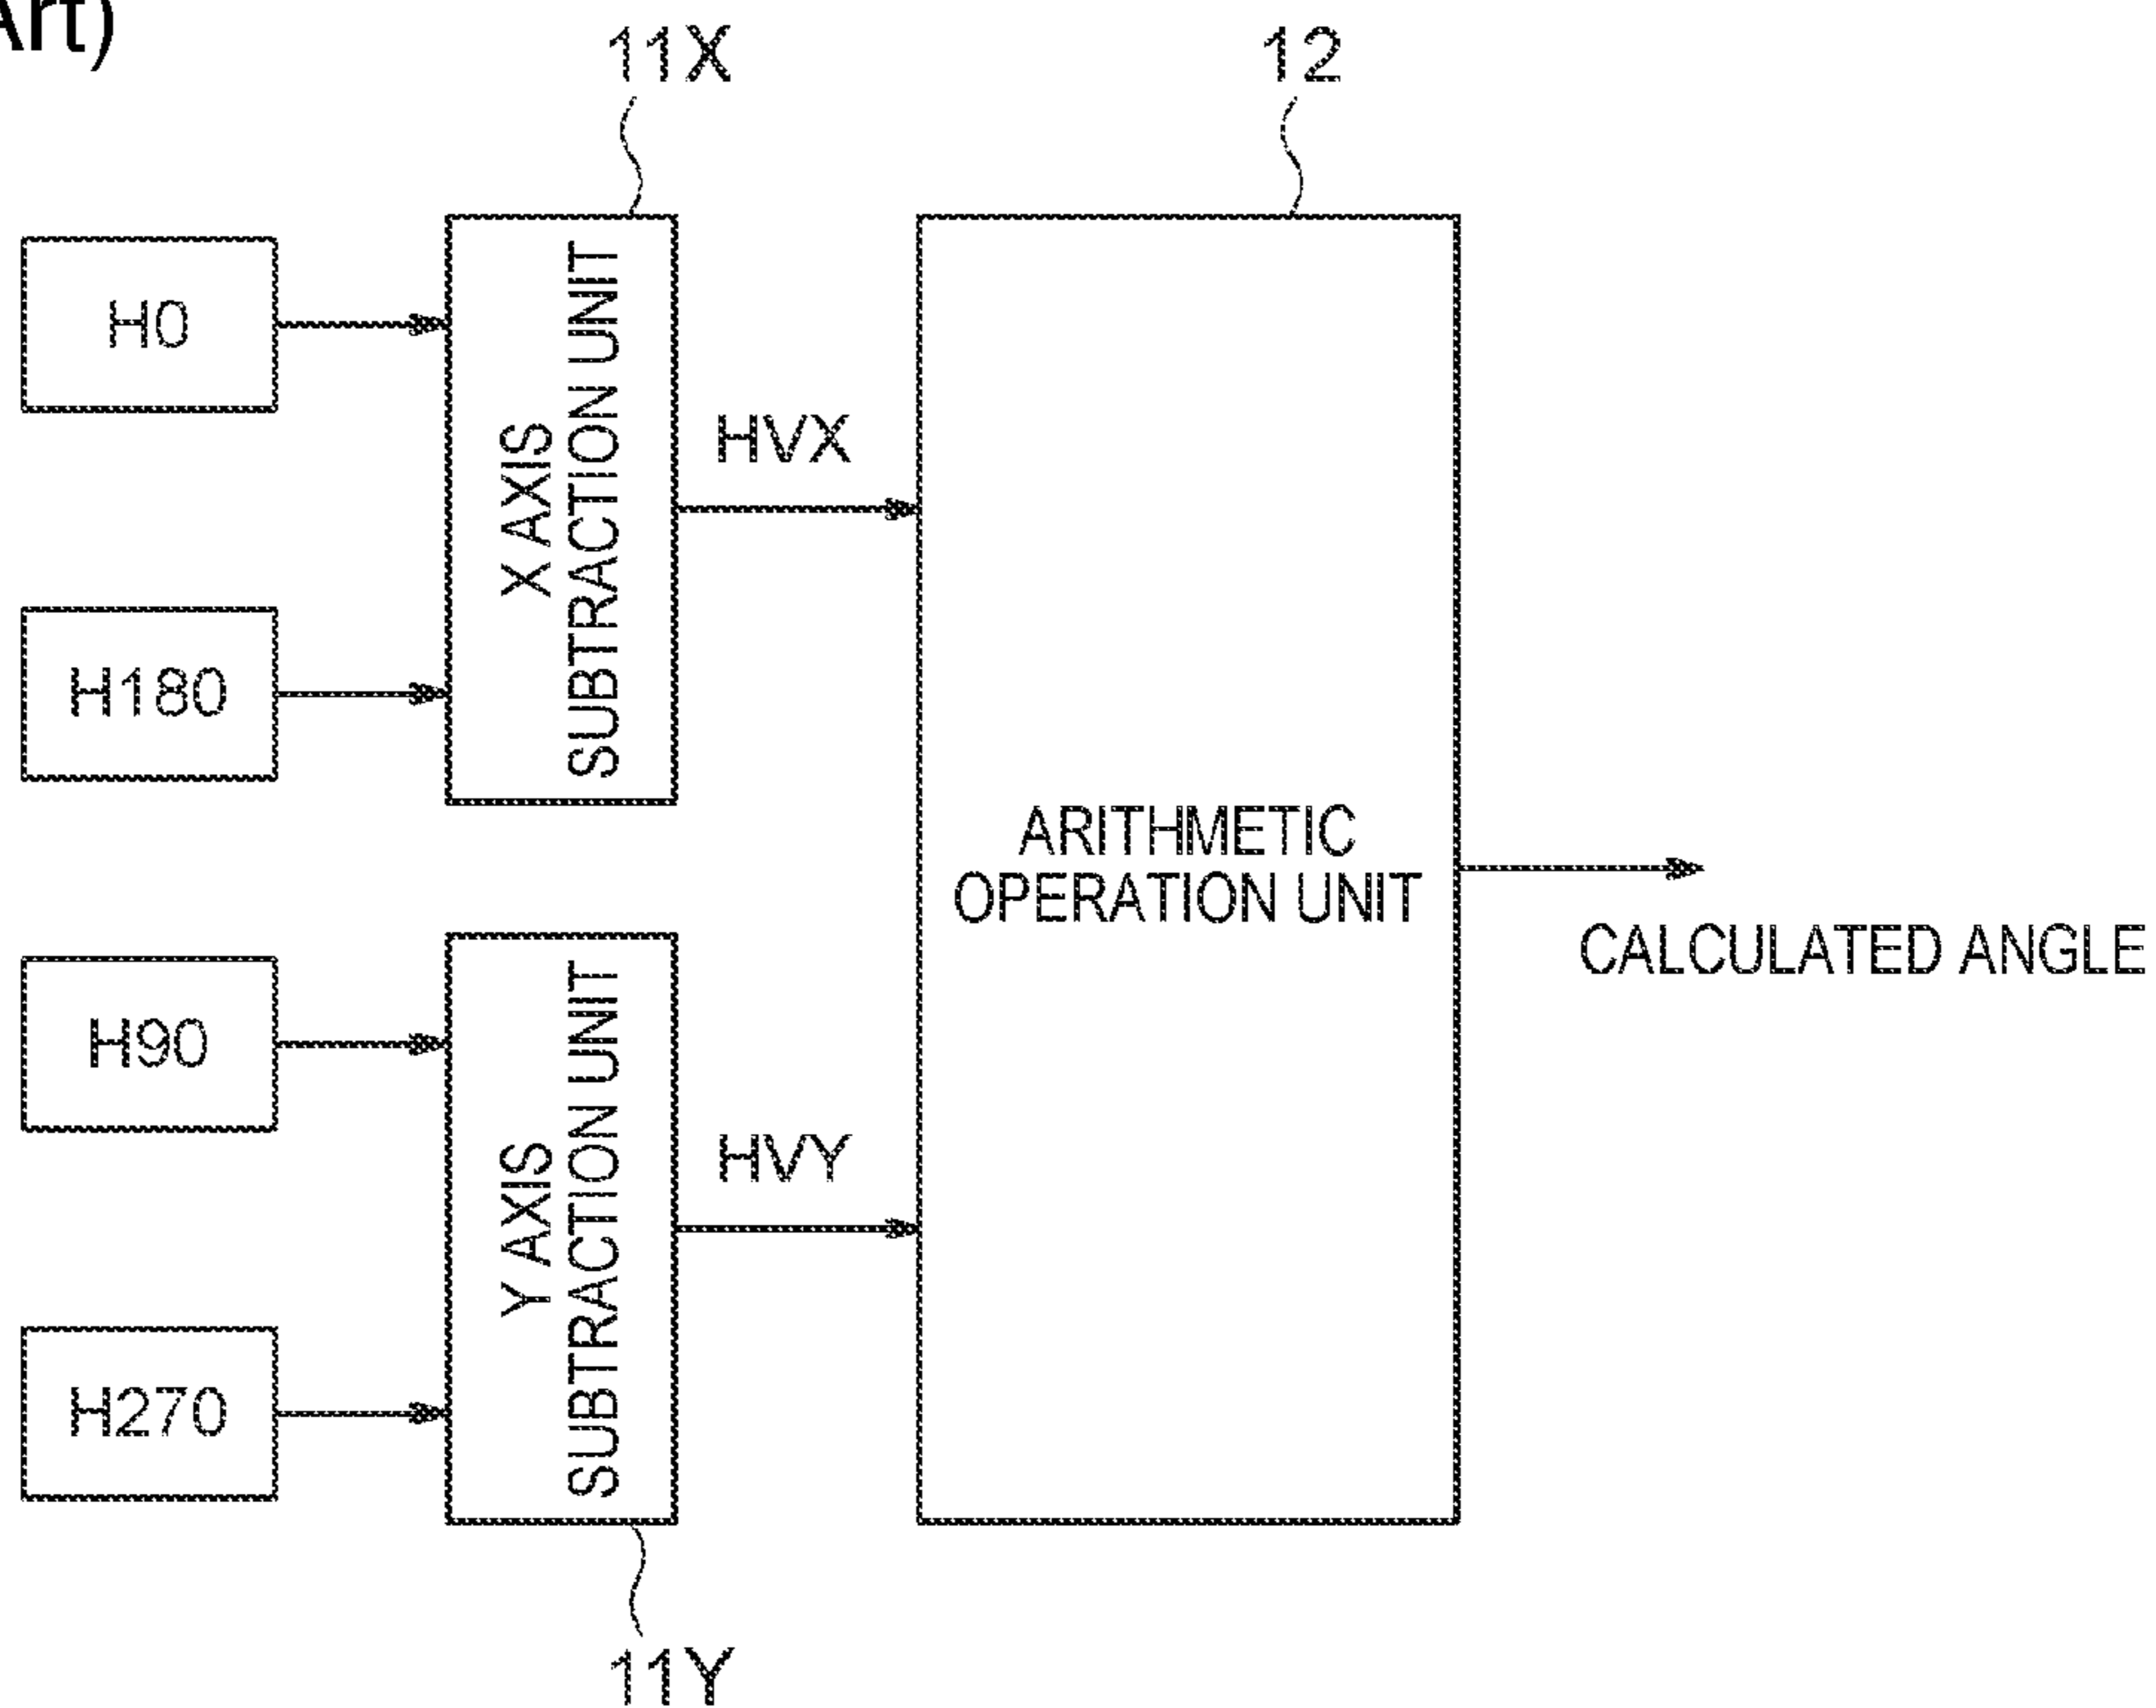 Art)
11X
12
H0
H180
H90
H270
X AXIS
SUBTRACTION UNIT
Y AXIS
SUBTRACTION UNIT
HVX
HVY
ARITHMETIC
OPERATION UNIT
CALCULATED ANGLE
11Y